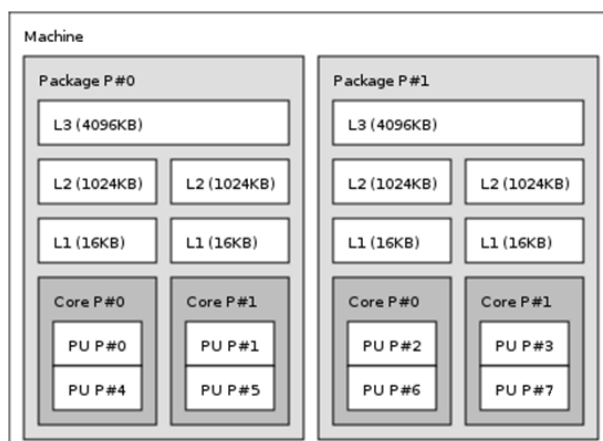 Machine
Package P#0
L3 (4096KB)
L2 (1024KB)
L2 (1024KB)
L1 (16KB)
L1 (16KB)
Core P#0
PU P#0
PU P#4
Core P#1
PU P#1
PU P#5
Package P#1
L3 (4096KB)
L2 (1024KB)
L2 (1024KB)
L1 (16KB)
L1 (16KB)
Core P#0
PU P#2
PU P#6
Core P#1
PU P#3
PU P#7